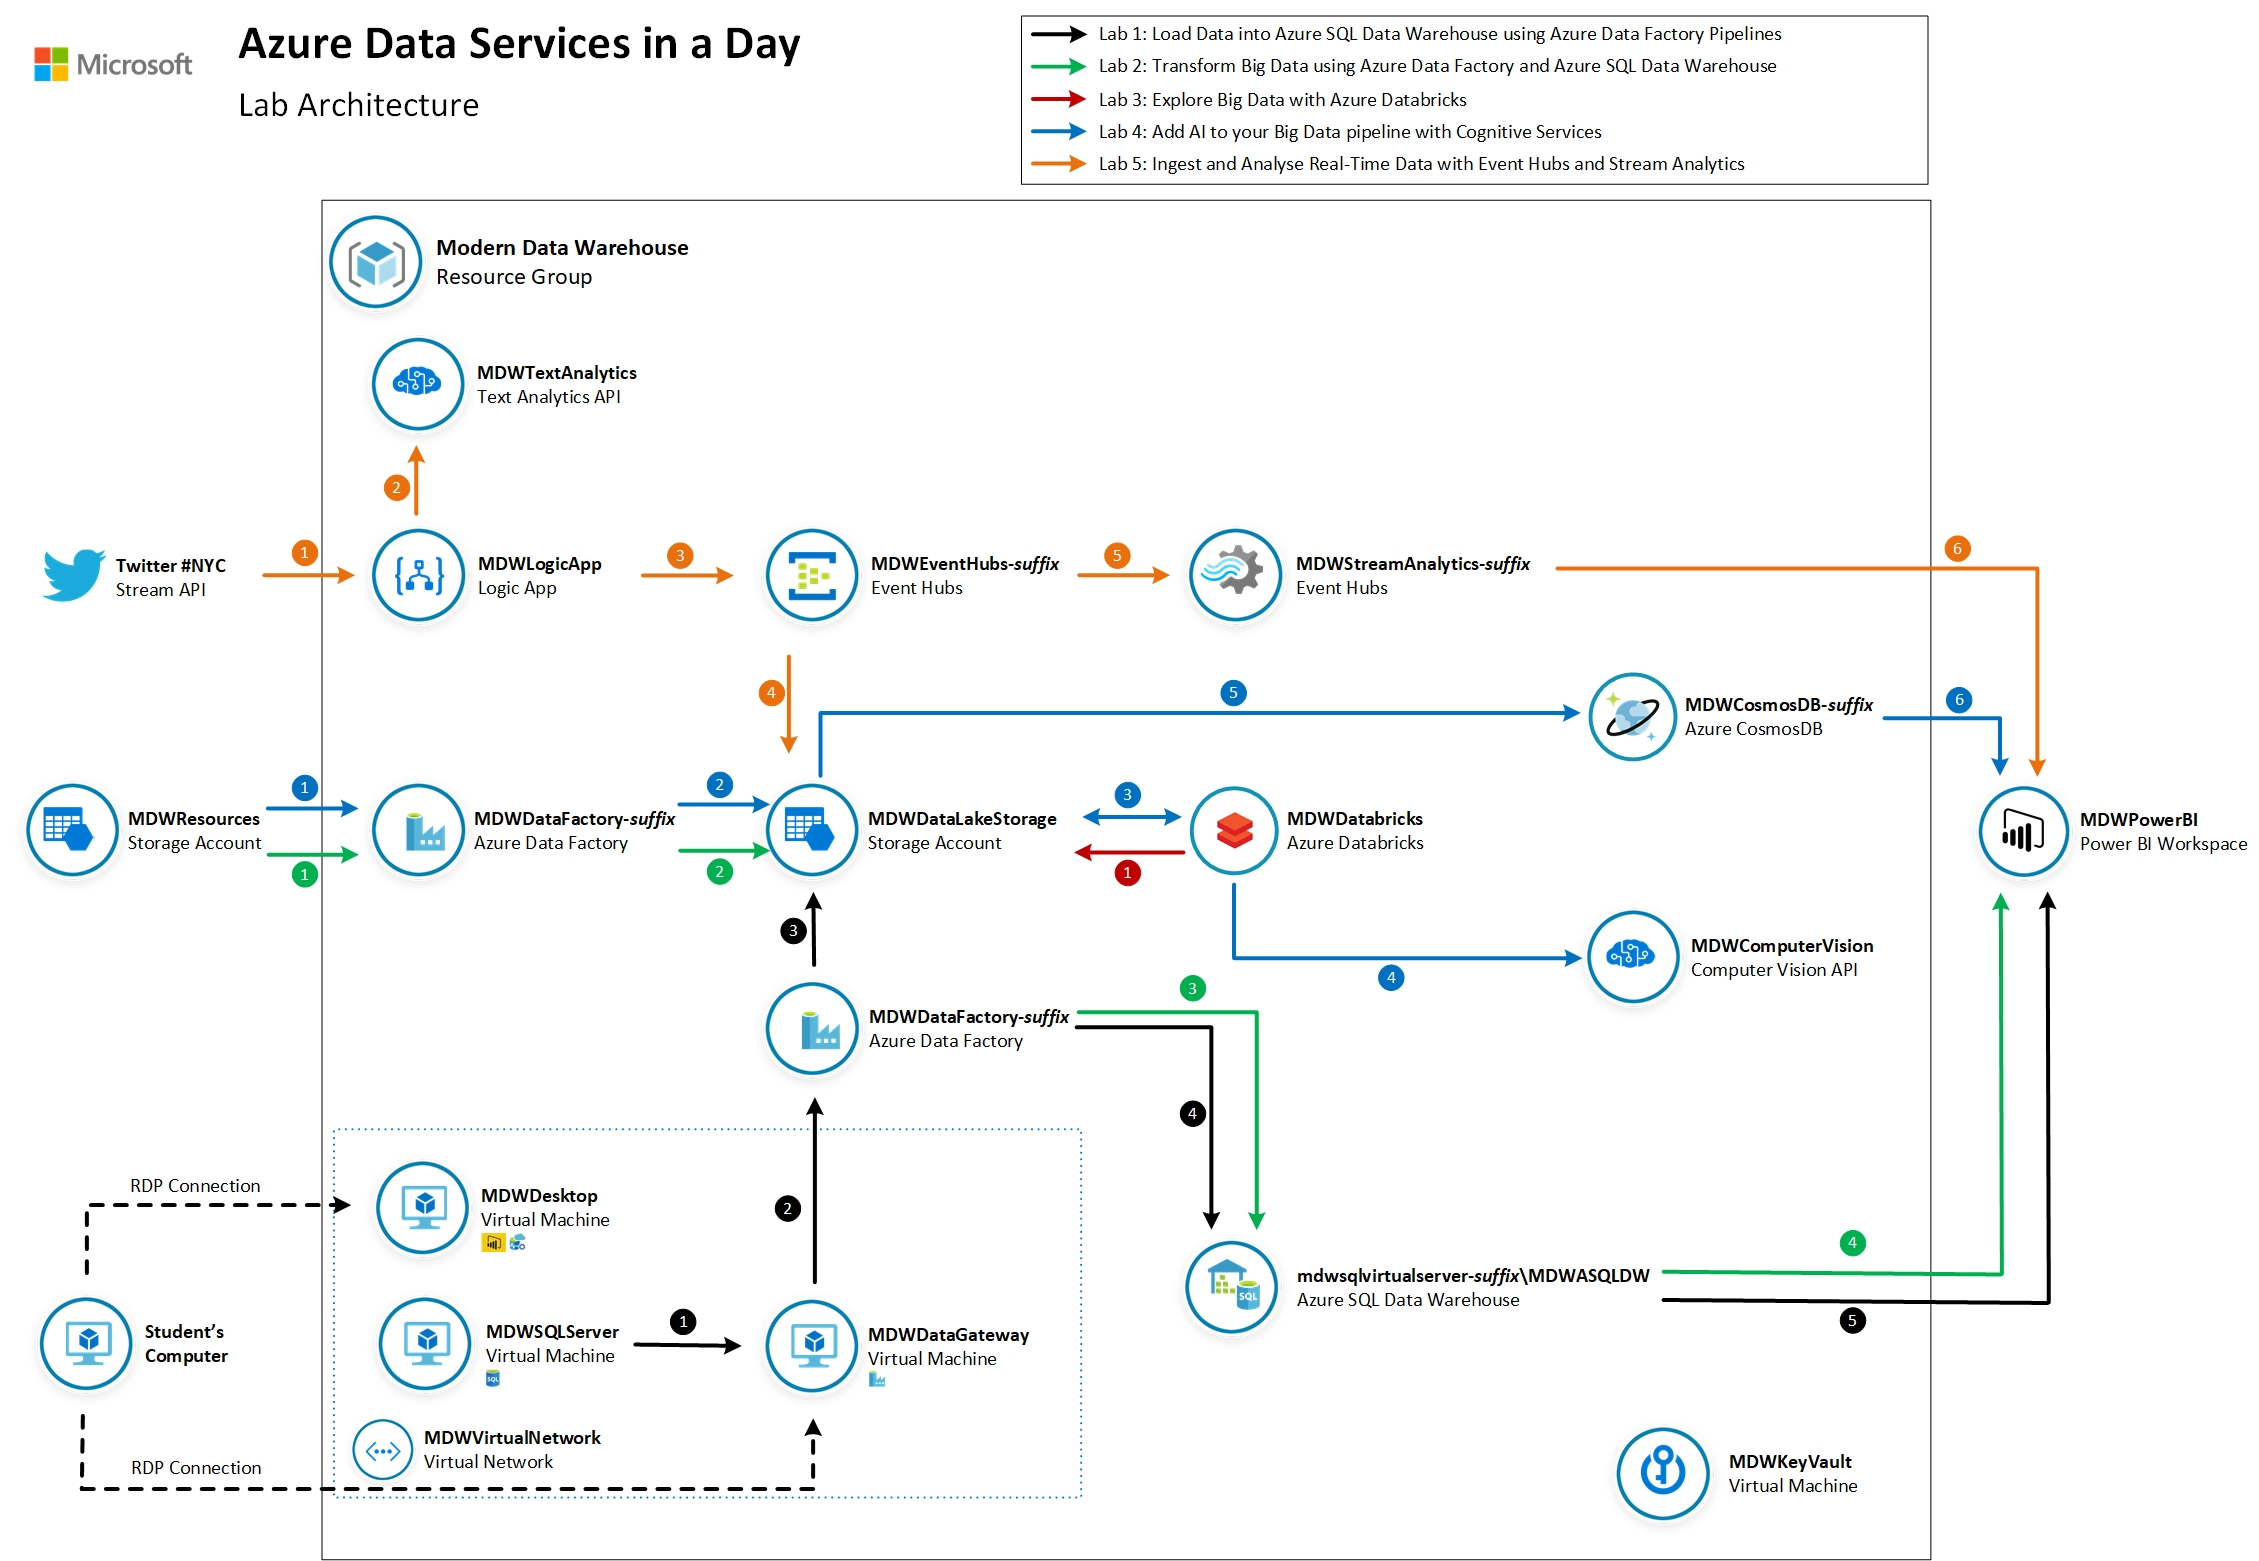 Microsoft
Azure Data Services in a Day
Lab Architecture
Lab 1: Load Data into Azure SQL Data Warehouse using Azure Data Factory Pipelines
Lab 2: Transform Big Data using Azure Data Factory and Azure SQL Data Warehouse
Lab 3: Explore Big Data with Azure Databricks
Lab 4: Add AI to your Big Data pipeline with Cognitive Services
Lab 5: Ingest and Analyse Real-Time Data with Event Hubs and Stream Analytics
Modern Data Warehouse
Resource Group
MDWTextAnalytics
Text Analytics API
2
Twitter #NYC
Stream API
1
MDWLogicApp
Logic App
3
MDWEventHubs-suffix
Event Hubs
5
MDWStreamAnalytics-suffix
Event Hubs
6
4
5
MDWCosmosDB-suffix
Azure CosmosDB
6
MDWResources
Storage Account
1
1
MDWDataFactory-suffix
Azure Data Factory
2
2
MDWDataLakeStorage
Storage Account
3
1
MDWDatabricks
Azure Databricks
MDWPowerBI
Power BI Workspace
3
4
MDWComputerVision
Computer Vision API
MDWDataFactory-suffix
Azure Data Factory
3
4
RDP Connection
MDWDesktop
Virtual Machine
2
Student's
Computer
MDWSQLServer
Virtual Machine
SQL
1
MDWDataGateway
Virtual Machine
SQL
mdwsqlvirtualserver-suffix\MDWASQLDW
Azure SQL Data Warehouse
4
5
MDWVirtualNetwork
Virtual Network
RDP Connection
MDWKeyVault
Virtual Machine